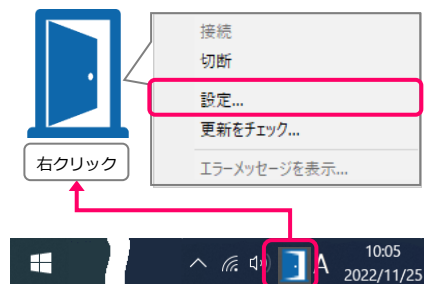 接続
切断
設定...
更新をチェック...
エラーメッセージを表示...
右クリック
A
10:05
2022/11/25